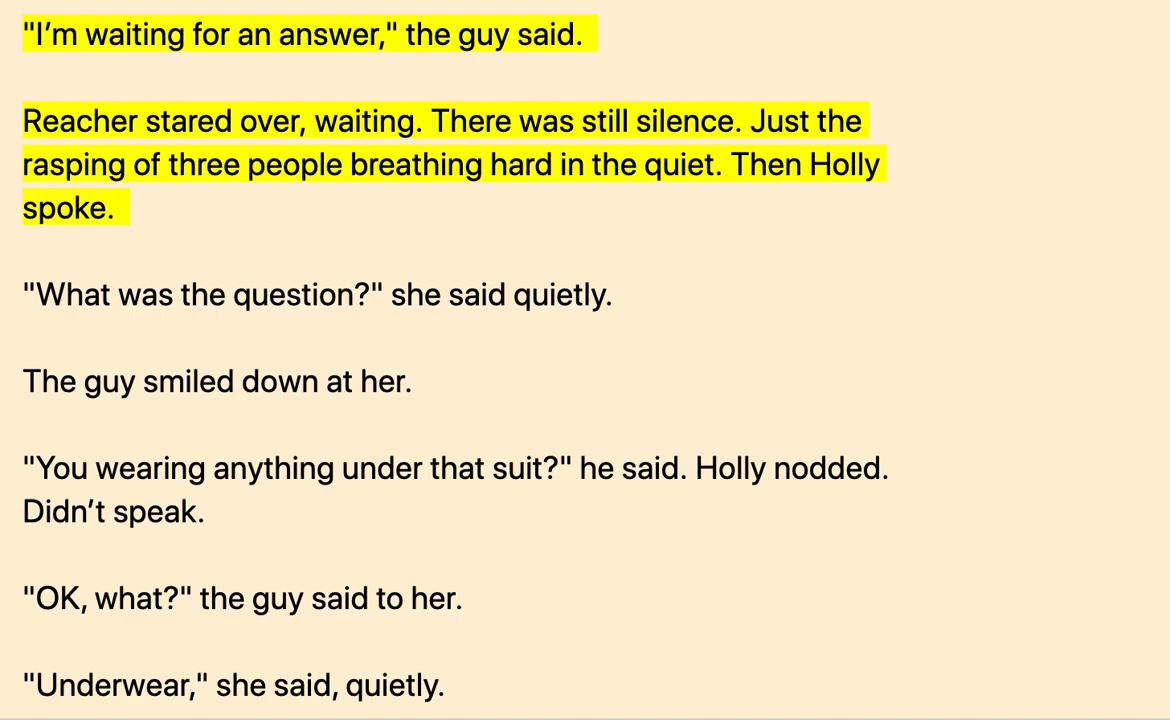 "I’m waiting for an answer," the guy said.
Reacher stared over, waiting. There was still silence. Just the
rasping of three people breathing hard in the quiet. Then Holly
spoke.
"What was the question?" she said quietly.
The guy smiled down at her.
"You wearing anything under that suit?" he said. Holly nodded.
Didn’t speak.
"OK, what?" the guy said to her.
"Underwear," she said, quietly.